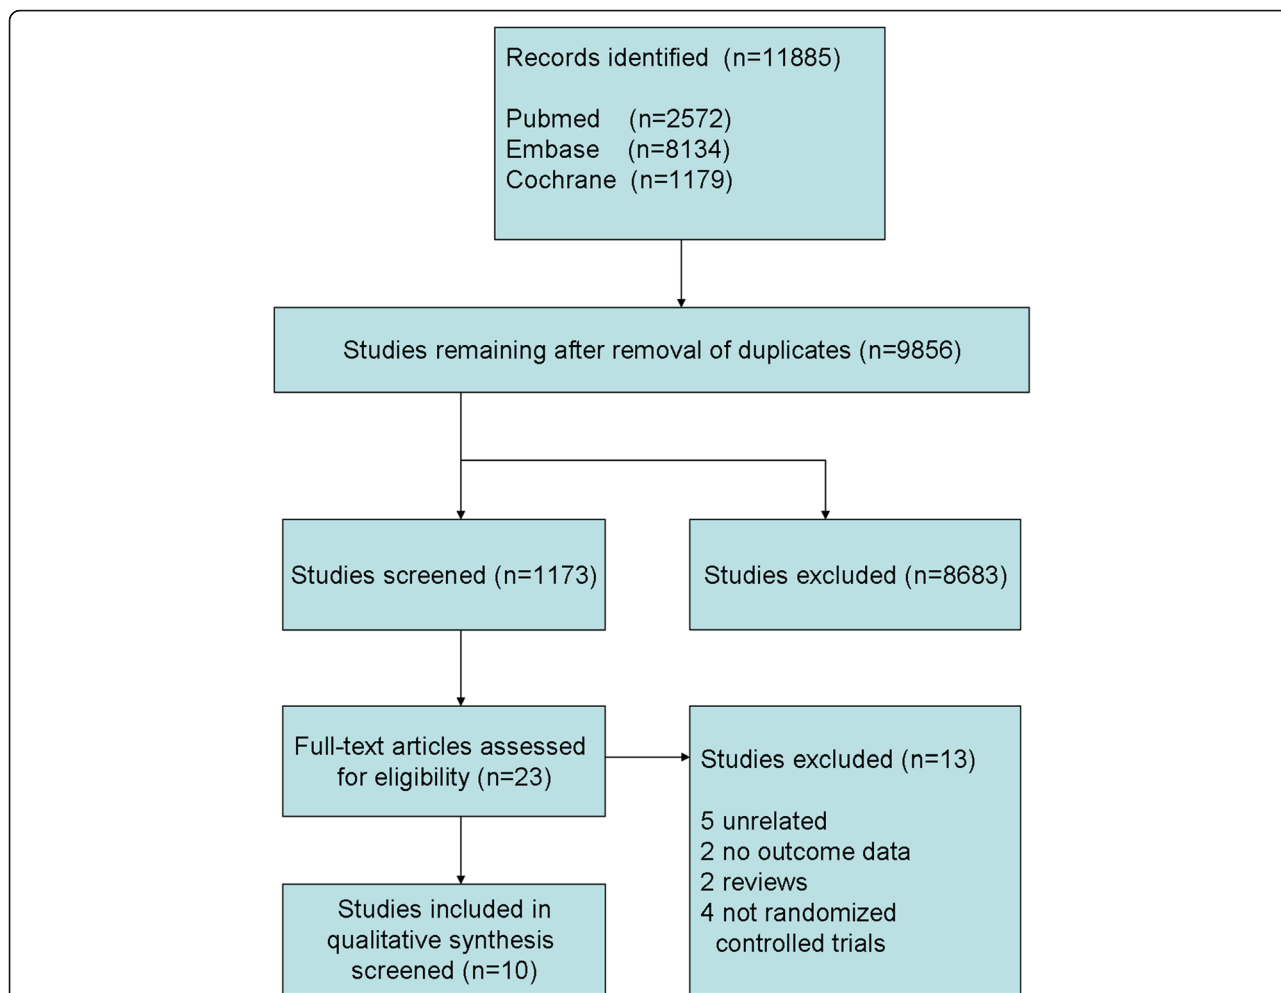 Records identified (n=11885)
Pubmed (n=2572)
Embase (n=8134)
Cochrane (n=1179)
Studies remaining after removal of duplicates (n=9856)
Studies screened (n=1173)
Studies excluded (n=8683)
Full-text articles assessed
for eligibility (n=23)
Studies excluded (n=13)
5 unrelated
2 no outcome data
2 reviews
4 not randomized
controlled trials
Studies included in
qualitative synthesis
screened (n=10)